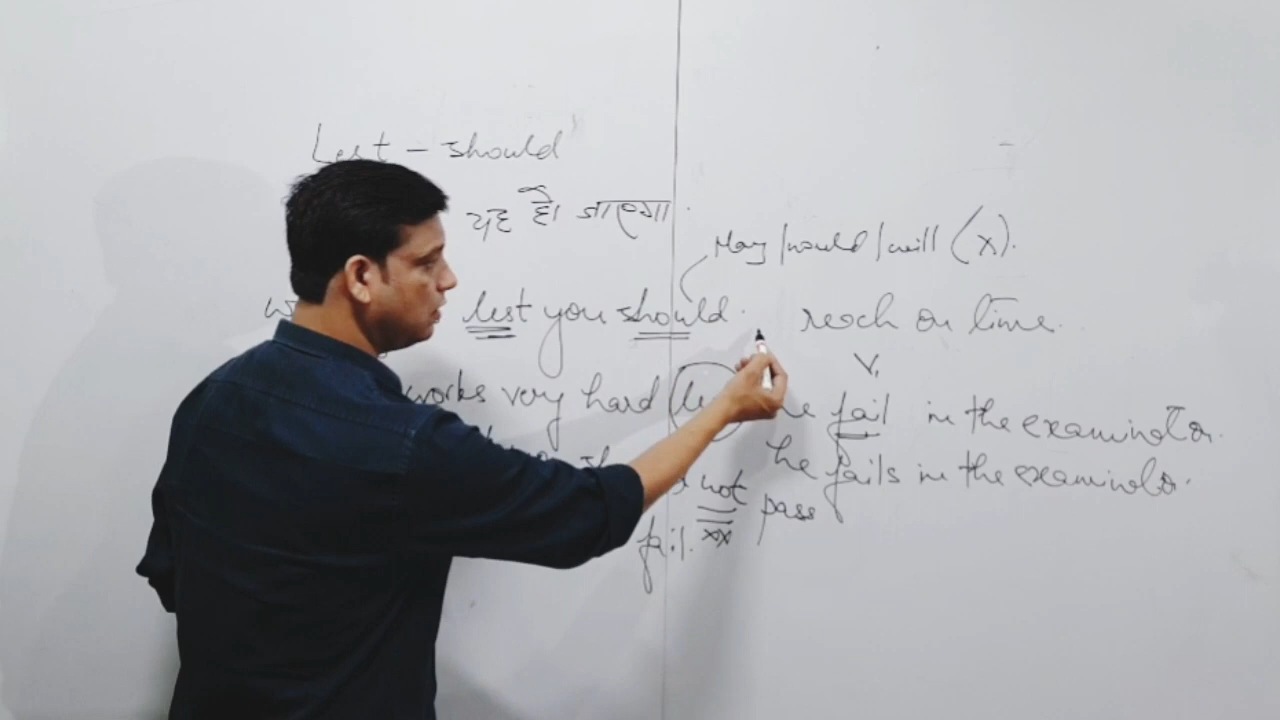 Lest - should
यह हो जाएगा.
May/would/will (x).
lest you should. reach on time.
V₁
works very hard he fail in the examination.
he fails in the examination.
not pass
fail. xx